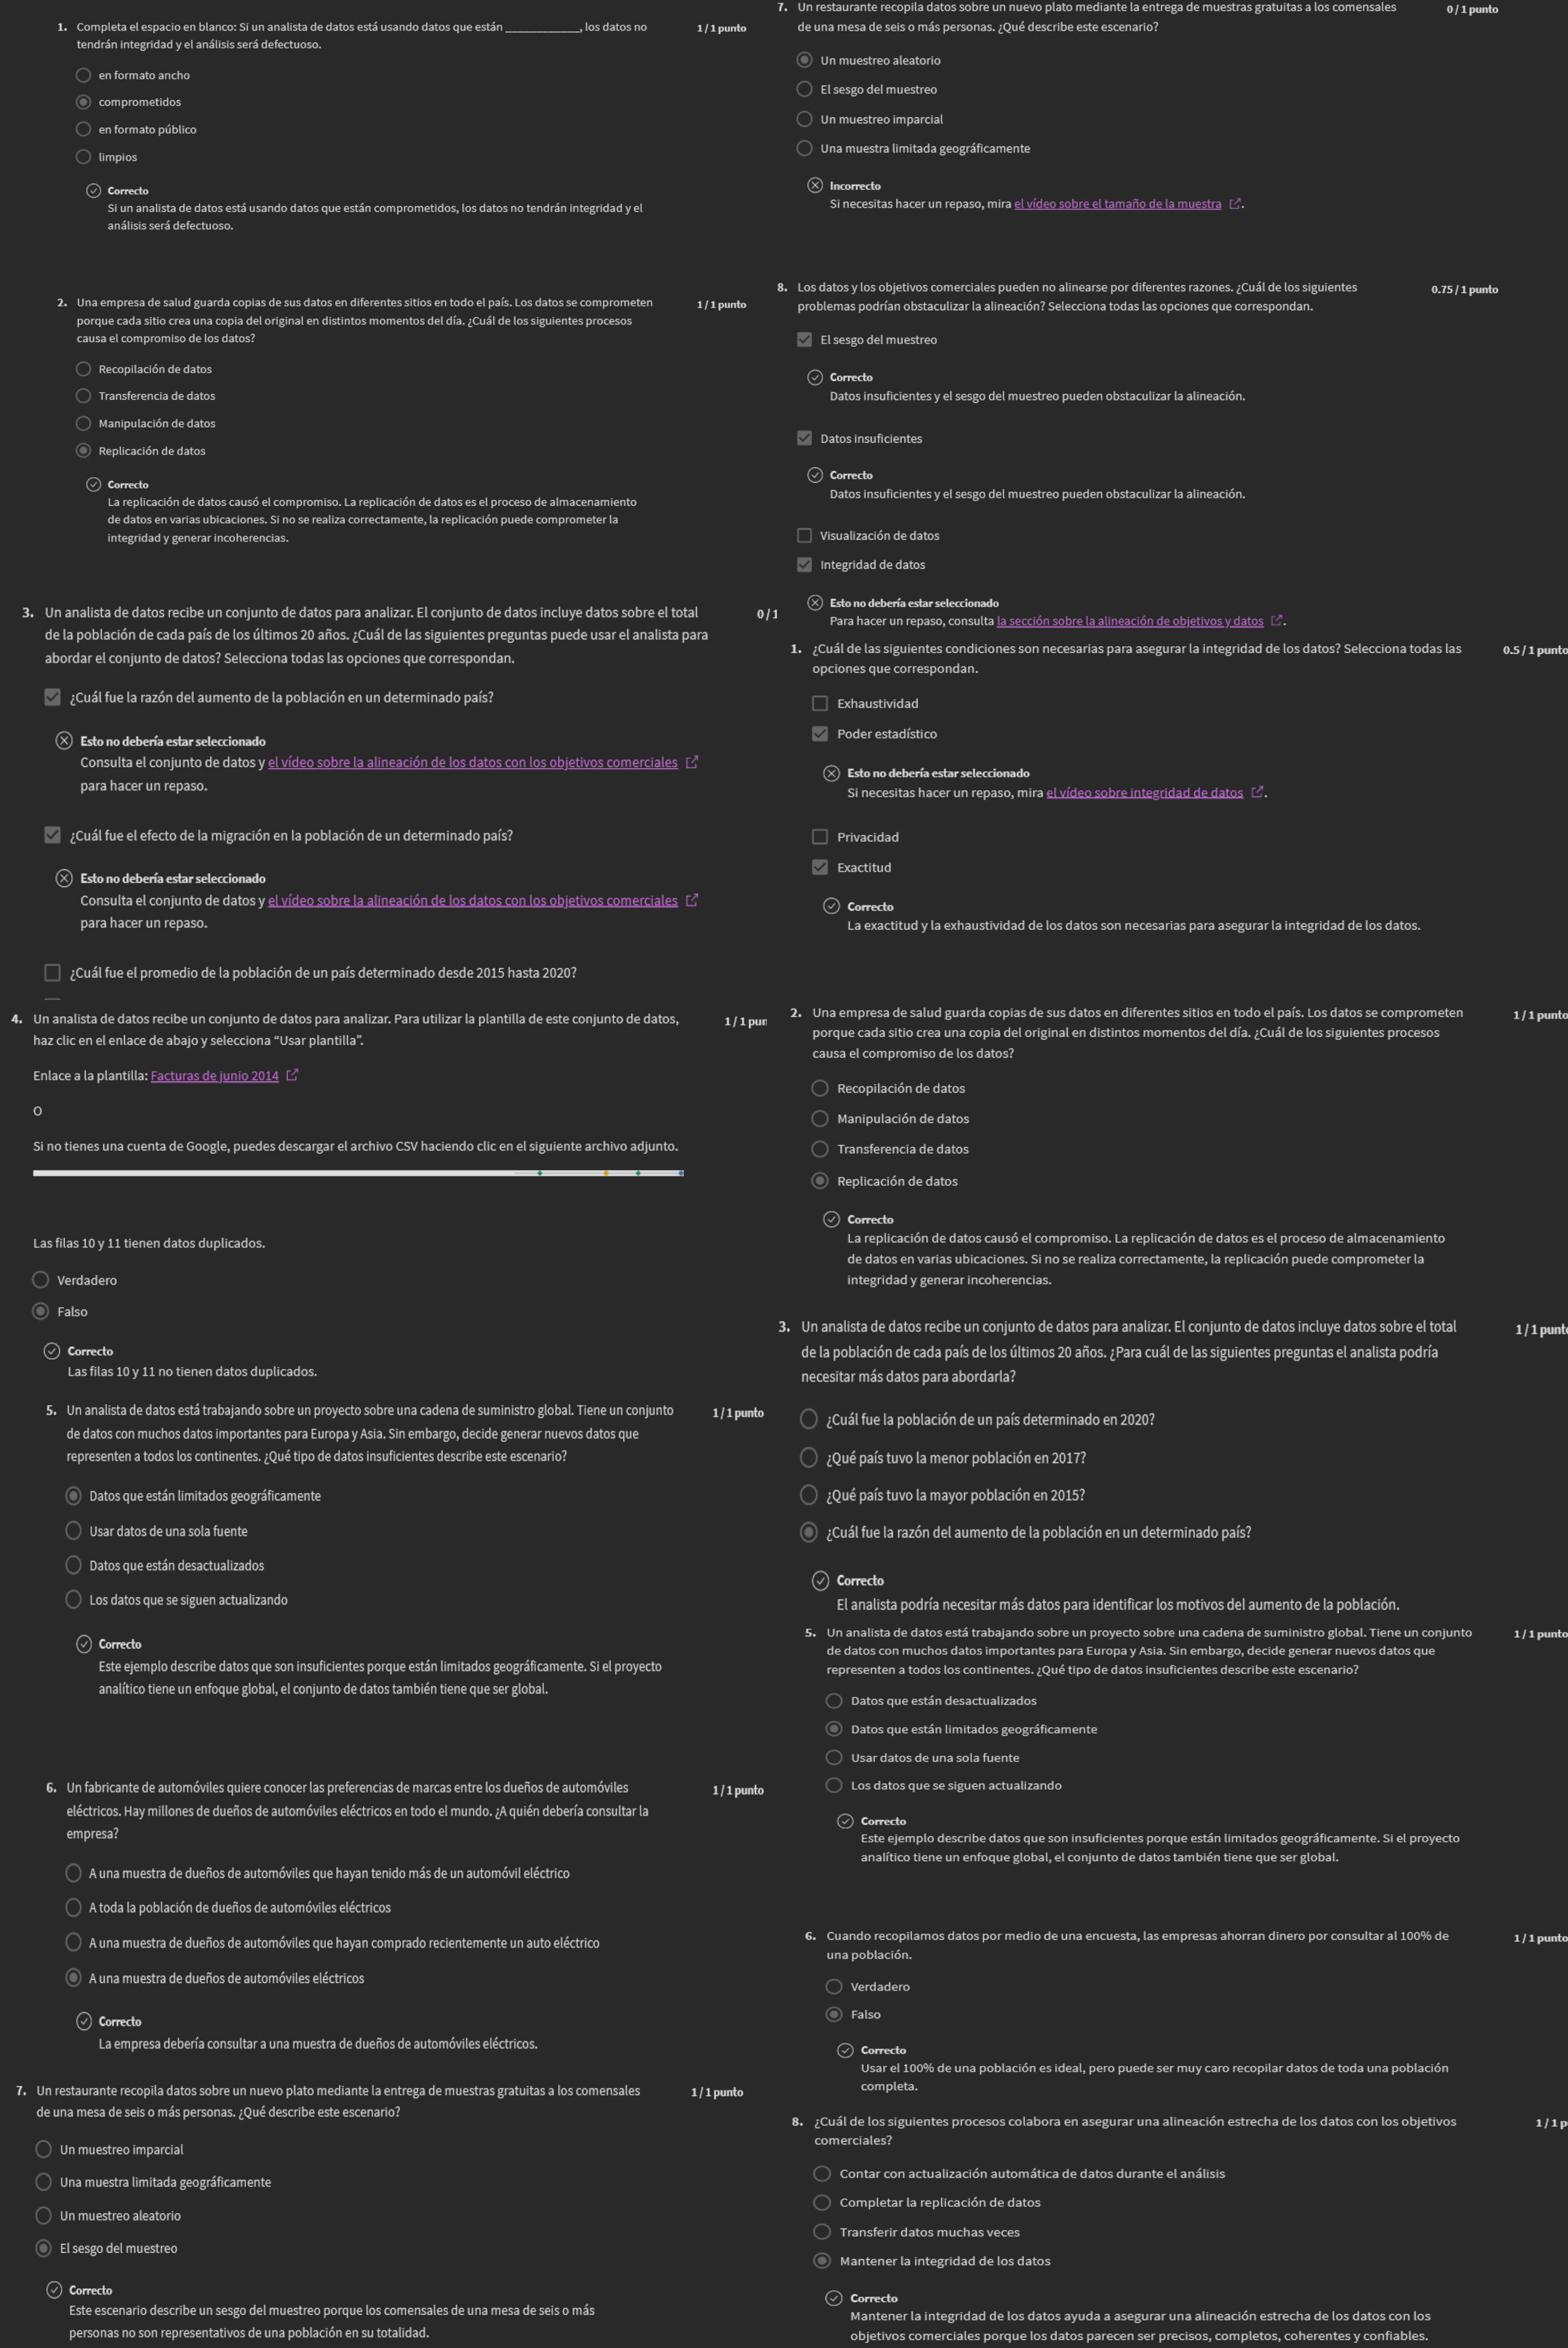 1. Completa el espacio en blanco: Si un analista de datos está usando datos que están ____________, los datos no
tendrán integridad y el análisis será defectuoso.
1 / 1 punto
en formato ancho
comprometidos
en formato público
limpios
Correcto
Si un analista de datos está usando datos que están comprometidos, los datos no tendrán integridad y el
análisis será defectuoso.
2. Una empresa de salud guarda copias de sus datos en diferentes sitios en todo el país. Los datos se comprometen
porque cada sitio crea una copia del original en distintos momentos del día. ¿Cuál de los siguientes procesos
causa el compromiso de los datos?
1 / 1 punto
Recopilación de datos
Transferencia de datos
Manipulación de datos
Replicación de datos
Correcto
La replicación de datos causó el compromiso. La replicación de datos es el proceso de almacenamiento
de datos en varias ubicaciones. Si no se realiza correctamente, la replicación puede comprometer la
integridad y generar incoherencias.
3. Un analista de datos recibe un conjunto de datos para analizar. El conjunto de datos incluye datos sobre el total
de la población de cada país de los últimos 20 años. ¿Cuál de las siguientes preguntas puede usar el analista para
abordar el conjunto de datos? Selecciona todas las opciones que correspondan.
0 / 1
¿Cuál fue la razón del aumento de la población en un determinado país?
Esto no debería estar seleccionado
Consulta el conjunto de datos y el vídeo sobre la alineación de los datos con los objetivos comerciales
para hacer un repaso.
¿Cuál fue el efecto de la migración en la población de un determinado país?
Esto no debería estar seleccionado
Consulta el conjunto de datos y el vídeo sobre la alineación de los datos con los objetivos comerciales
para hacer un repaso.
¿Cuál fue el promedio de la población de un país determinado desde 2015 hasta 2020?
4. Un analista de datos recibe un conjunto de datos para analizar. Para utilizar la plantilla de este conjunto de datos,
haz clic en el enlace de abajo y selecciona “Usar plantilla”.
1 / 1 pun
Enlace a la plantilla: Facturas de junio 2014
O
Si no tienes una cuenta de Google, puedes descargar el archivo CSV haciendo clic en el siguiente archivo adjunto.
Las filas 10 y 11 tienen datos duplicados.
Verdadero
Falso
Correcto
Las filas 10 y 11 no tienen datos duplicados.
5. Un analista de datos está trabajando sobre un proyecto sobre una cadena de suministro global. Tiene un conjunto
de datos con muchos datos importantes para Europa y Asia. Sin embargo, decide generar nuevos datos que
representen a todos los continentes. ¿Qué tipo de datos insuficientes describe este escenario?
1 / 1 punto
Datos que están limitados geográficamente
Usar datos de una sola fuente
Datos que están desactualizados
Los datos que se siguen actualizando
Correcto
Este ejemplo describe datos que son insuficientes porque están limitados geográficamente. Si el proyecto
analítico tiene un enfoque global, el conjunto de datos también tiene que ser global.
6. Un fabricante de automóviles quiere conocer las preferencias de marcas entre los dueños de automóviles
eléctricos. Hay millones de dueños de automóviles eléctricos en todo el mundo. ¿A quién debería consultar la
empresa?
1 / 1 punto
A una muestra de dueños de automóviles que hayan tenido más de un automóvil eléctrico
A toda la población de dueños de automóviles eléctricos
A una muestra de dueños de automóviles que hayan comprado recientemente un auto eléctrico
A una muestra de dueños de automóviles eléctricos
Correcto
La empresa debería consultar a una muestra de dueños de automóviles eléctricos.
7. Un restaurante recopila datos sobre un nuevo plato mediante la entrega de muestras gratuitas a los comensales
de una mesa de seis o más personas. ¿Qué describe este escenario?
1 / 1 punto
Un muestreo imparcial
Una muestra limitada geográficamente
Un muestreo aleatorio
El sesgo del muestreo
Correcto
Este escenario describe un sesgo del muestreo porque los comensales de una mesa de seis o más
personas no son representativos de una población en su totalidad.
7. Un restaurante recopila datos sobre un nuevo plato mediante la entrega de muestras gratuitas a los comensales
de una mesa de seis o más personas. ¿Qué describe este escenario?
0 / 1 punto
Un muestreo aleatorio
El sesgo del muestreo
Un muestreo imparcial
Una muestra limitada geográficamente
Incorrecto
Si necesitas hacer un repaso, mira el vídeo sobre el tamaño de la muestra.
8. Los datos y los objetivos comerciales pueden no alinearse por diferentes razones. ¿Cuál de los siguientes
problemas podrían obstaculizar la alineación? Selecciona todas las opciones que correspondan.
0.75 / 1 punto
El sesgo del muestreo
Correcto
Datos insuficientes y el sesgo del muestreo pueden obstaculizar la alineación.
Datos insuficientes
Correcto
Datos insuficientes y el sesgo del muestreo pueden obstaculizar la alineación.
Visualización de datos
Integridad de datos
Esto no debería estar seleccionado
Para hacer un repaso, consulta la sección sobre la alineación de objetivos y datos.
1. ¿Cuál de las siguientes condiciones son necesarias para asegurar la integridad de los datos? Selecciona todas las
opciones que correspondan.
0.5 / 1 punto
Exhaustividad
Poder estadístico
Esto no debería estar seleccionado
Si necesitas hacer un repaso, mira el vídeo sobre integridad de datos.
Privacidad
Exactitud
Correcto
La exactitud y la exhaustividad de los datos son necesarias para asegurar la integridad de los datos.
2. Una empresa de salud guarda copias de sus datos en diferentes sitios en todo el país. Los datos se comprometen
porque cada sitio crea una copia del original en distintos momentos del día. ¿Cuál de los siguientes procesos
causa el compromiso de los datos?
1 / 1 punto
Recopilación de datos
Manipulación de datos
Transferencia de datos
Replicación de datos
Correcto
La replicación de datos causó el compromiso. La replicación de datos es el proceso de almacenamiento
de datos en varias ubicaciones. Si no se realiza correctamente, la replicación puede comprometer la
integridad y generar incoherencias.
3. Un analista de datos recibe un conjunto de datos para analizar. El conjunto de datos incluye datos sobre el total
de la población de cada país de los últimos 20 años. ¿Para cuál de las siguientes preguntas el analista podría
necesitar más datos para abordarla?
1 / 1 punto
¿Cuál fue la población de un país determinado en 2020?
¿Qué país tuvo la menor población en 2017?
¿Qué país tuvo la mayor población en 2015?
¿Cuál fue la razón del aumento de la población en un determinado país?
Correcto
El analista podría necesitar más datos para identificar los motivos del aumento de la población.
5. Un analista de datos está trabajando sobre un proyecto sobre una cadena de suministro global. Tiene un conjunto
de datos con muchos datos importantes para Europa y Asia. Sin embargo, decide generar nuevos datos que
representen a todos los continentes. ¿Qué tipo de datos insuficientes describe este escenario?
1 / 1 punto
Datos que están desactualizados
Datos que están limitados geográficamente
Usar datos de una sola fuente
Los datos que se siguen actualizando
Correcto
Este ejemplo describe datos que son insuficientes porque están limitados geográficamente. Si el proyecto
analítico tiene un enfoque global, el conjunto de datos también tiene que ser global.
6. Cuando recopilamos datos por medio de una encuesta, las empresas ahorran dinero por consultar al 100% de
una población.
1 / 1 punto
Verdadero
Falso
Correcto
Usar el 100% de una población es ideal, pero puede ser muy caro recopilar datos de toda una población
completa.
8. ¿Cuál de los siguientes procesos colabora en asegurar una alineación estrecha de los datos con los objetivos
comerciales?
1 / 1 p
Contar con actualización automática de datos durante el análisis
Completar la replicación de datos
Transferir datos muchas veces
Mantener la integridad de los datos
Correcto
Mantener la integridad de los datos ayuda a asegurar una alineación estrecha de los datos con los
objetivos comerciales porque los datos parecen ser precisos, completos, coherentes y confiables.